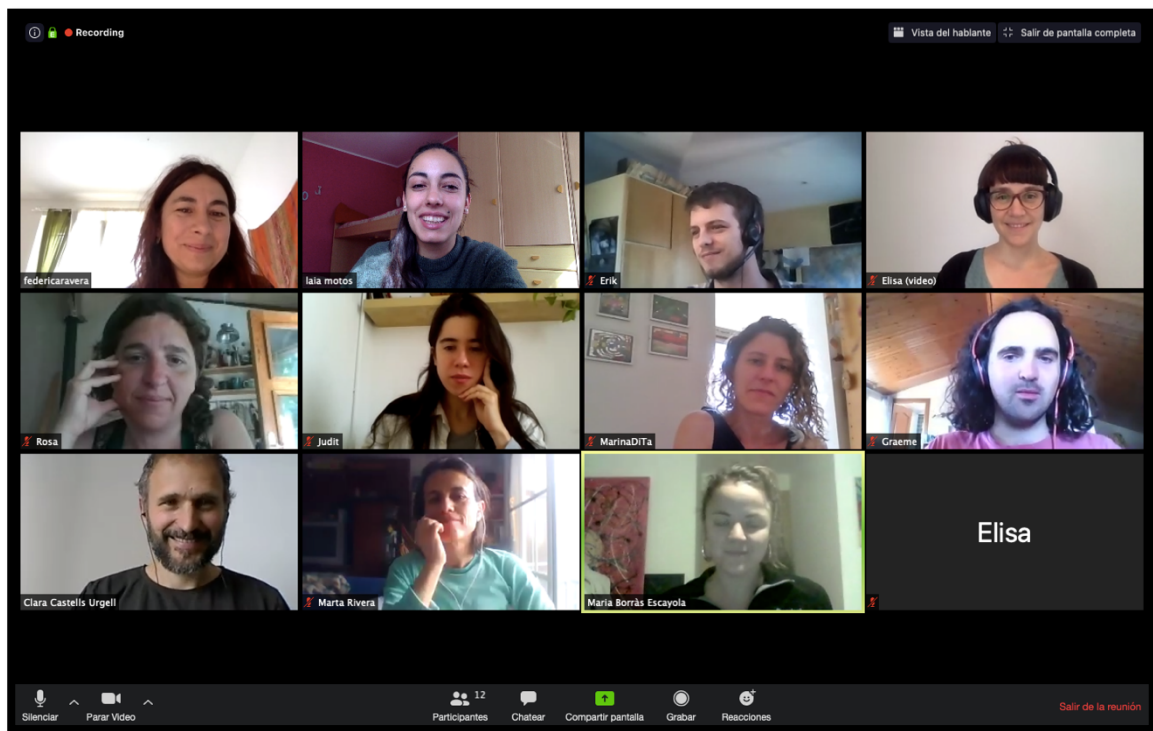 Recording
Vista del hablante
Salir de pantalla completa
federicaravera
laia motos
Erik
Elisa (video)
Rosa
Judit
MarinaDiTa
Graeme
Clara Castells Urgell
Marta Rivera
Maria Borràs Escayola
Elisa
Silenciar
Parar Video
Participantes
12
Chatear
Compartir pantalla
Grabar
Reacciones
Salir de la reunión